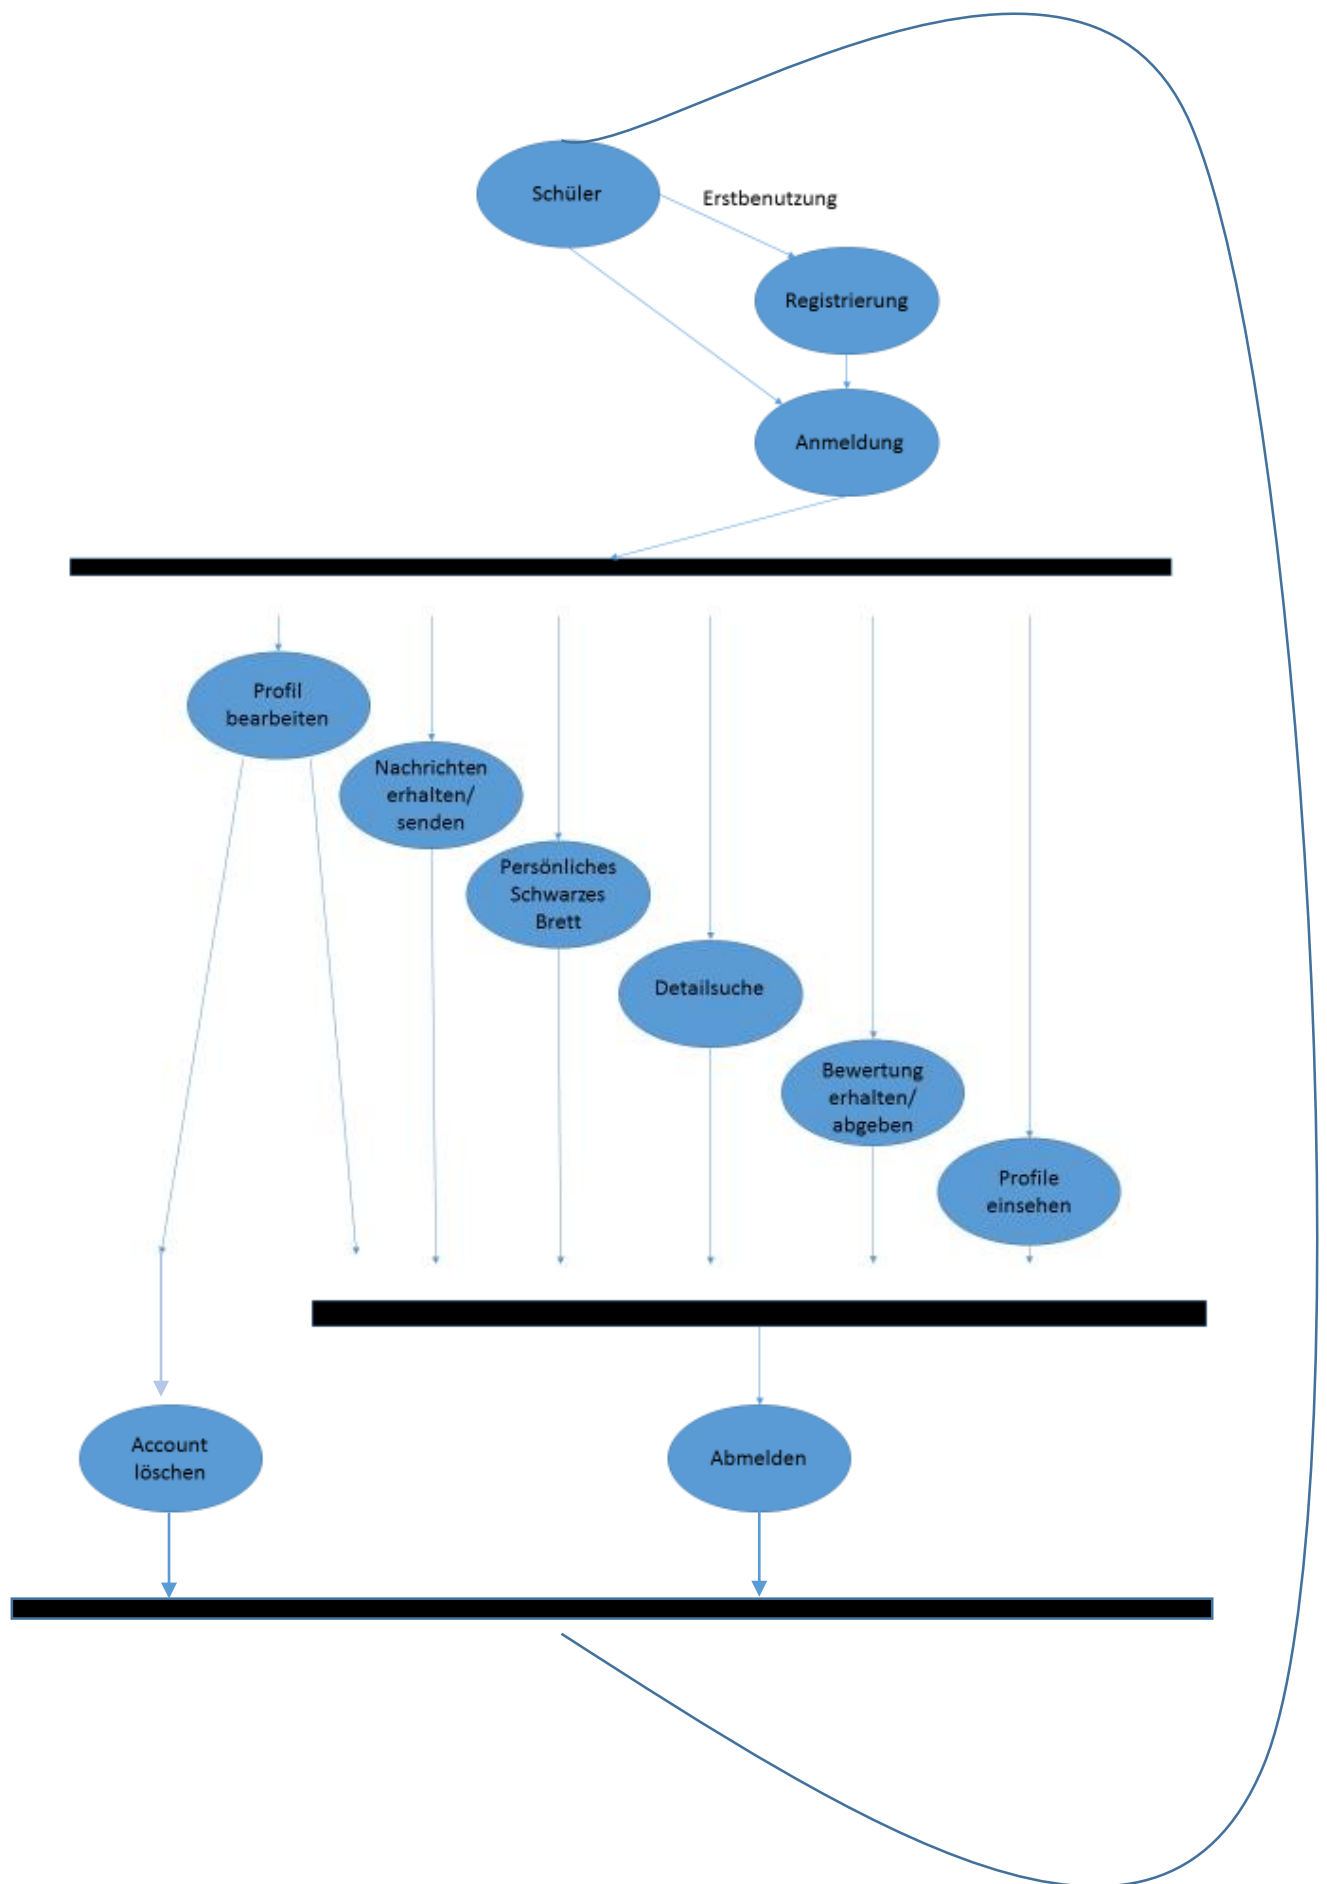 Schüler
Erstbenutzung
Registrierung
Anmeldung
Profil
bearbeiten
Nachrichten
erhalten/
senden
Persönliches
Schwarzes
Brett
Detailsuche
Bewertung
erhalten/
abgeben
Profile
einsehen
Account
löschen
Abmelden